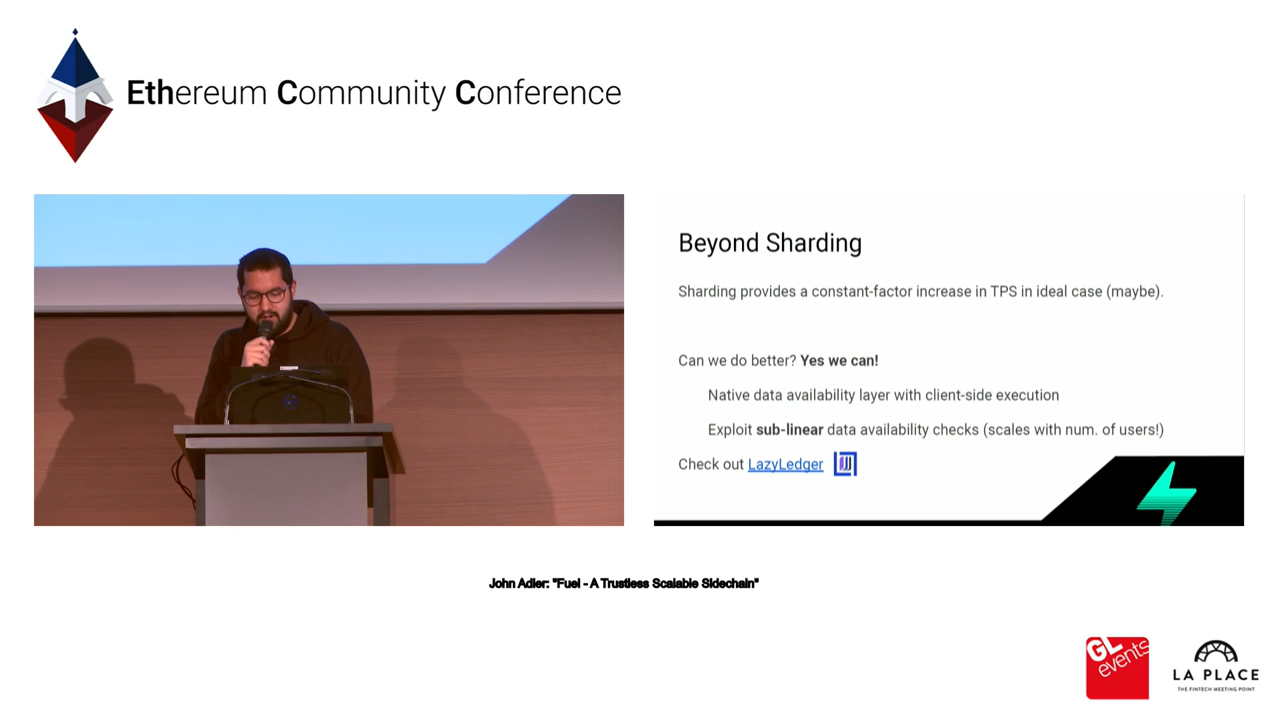 Ethereum Community Conference
Beyond Sharding
Sharding provides a constant-factor increase in TPS in ideal case (maybe).
Can we do better? Yes we can!
Native data availability layer with client-side execution
Exploit sub-linear data availability checks (scales with num. of users!)
Check out LazyLedger
John Adler: "Fuel - A Trustless Scalable Sidechain"
GL
events
LA PLACE
THE FINTECH MEETING POINT